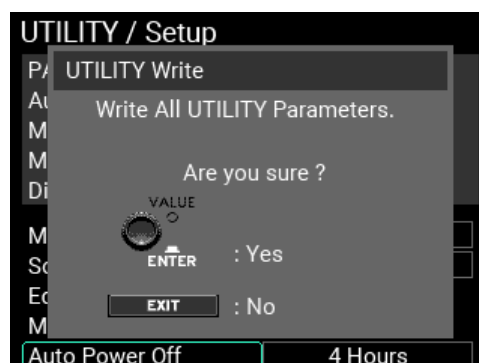 UTILITY / Setup
UTILITY Write
Write All UTILITY Parameters.
Are you sure ?
VALUE
ENTER : Yes
EXIT : No
Auto Power Off 4 Hours